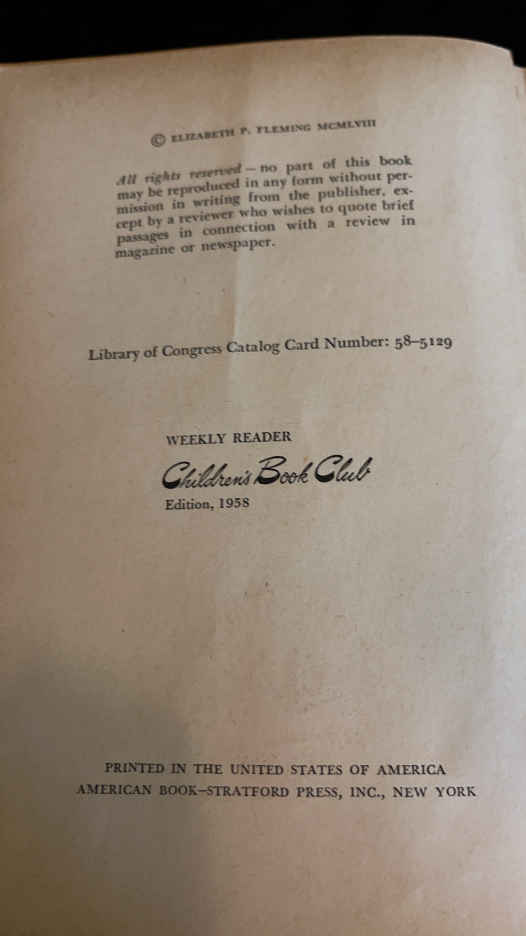 © ELIZABETH P. FLEMING MCMLVIII
All rights reserved – no part of this book
may be reproduced in any form without per-
mission in writing from the publisher, ex-
cept by a reviewer who wishes to quote brief
passages in connection with a review in
magazine or newspaper.
Library of Congress Catalog Card Number: 58–5129
WEEKLY READER
Children's Book Club
Edition, 1958
PRINTED IN THE UNITED STATES OF AMERICA
AMERICAN BOOK–STRATFORD PRESS, INC., NEW YORK